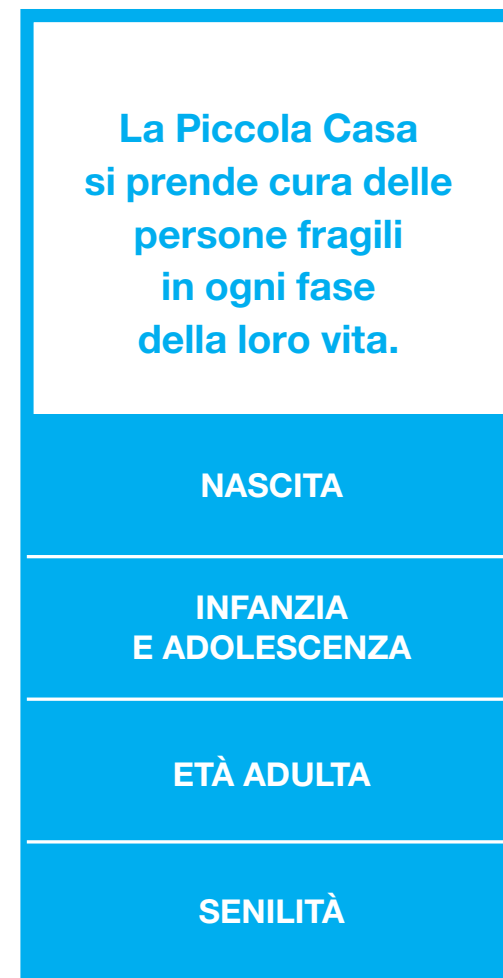 La Piccola Casa
si prende cura delle
persone fragili
in ogni fase
della loro vita.
NASCITA
INFANZIA
E ADOLESCENZA
ETÀ ADULTA
SENILITÀ